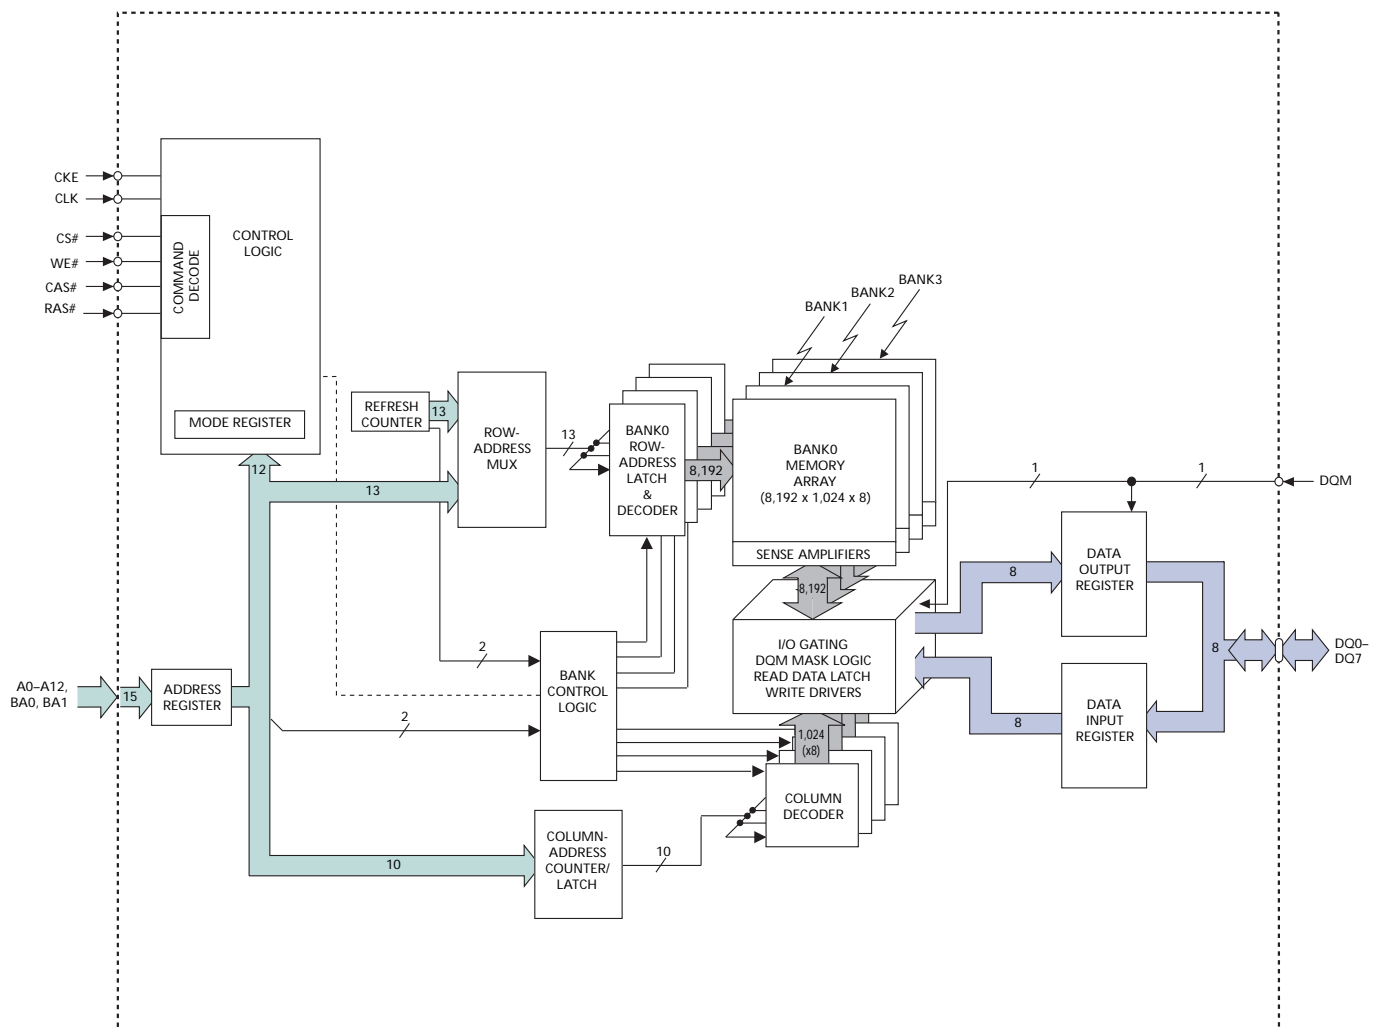 CKE
CLK
CS#
WE#
CAS#
RAS#
COMMAND
DECODE
CONTROL
LOGIC
MODE REGISTER
12
REFRESH
COUNTER
13
13
ROW-
ADDRESS
MUX
13
BANK0
ROW-
ADDRESS
LATCH
&
DECODER
8,192
BANK1
BANK2
BANK3
BANK0
MEMORY
ARRAY
(8,192 x 1,024 x 8)
SENSE AMPLIFIERS
8,192
I/O GATING
DQM MASK LOGIC
READ DATA LATCH
WRITE DRIVERS
1
1
DQM
8
DATA
OUTPUT
REGISTER
8
DQ0–
DQ7
8
DATA
INPUT
REGISTER
A0–A12,
BA0, BA1
15
ADDRESS
REGISTER
2
2
BANK
CONTROL
LOGIC
1,024
(x8)
COLUMN
DECODER
10
COLUMN-
ADDRESS
COUNTER/
LATCH
10